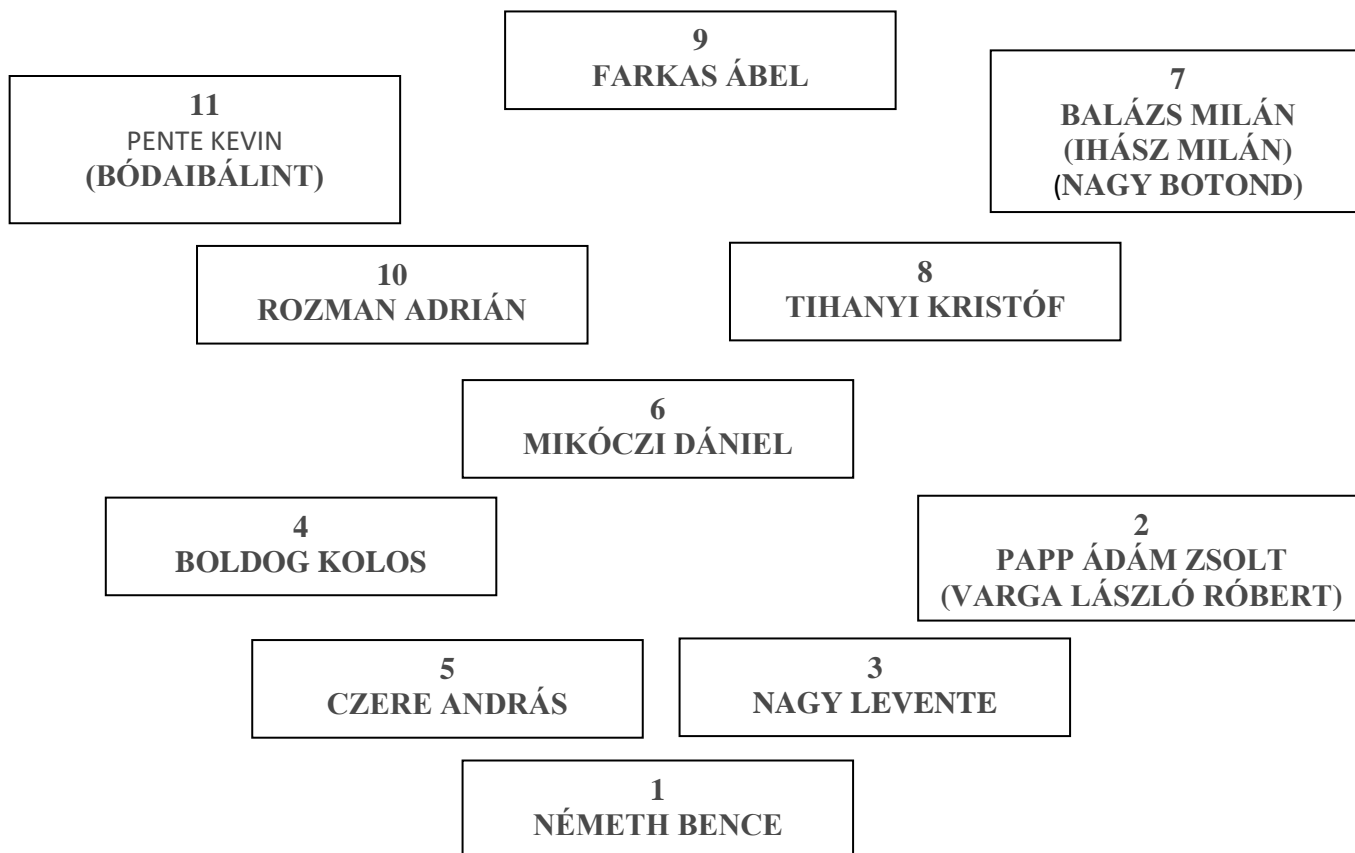 9
FARKAS ÁBEL
11
PENTE KEVIN
(BÓDAIBÁLINT)
7
BALÁZS MILÁN
(IHÁSZ MILÁN)
(NAGY BOTOND)
10
ROZMAN ADRIÁN
8
TIHANYI KRISTÓF
6
MIKÓCZI DÁNIEL
4
BOLDOG KOLOS
2
PAPP ÁDÁM ZSOLT
(VARGA LÁSZLÓ RÓBERT)
5
CZERE ANDRÁS
3
NAGY LEVENTE
1
NÉMETH BENCE